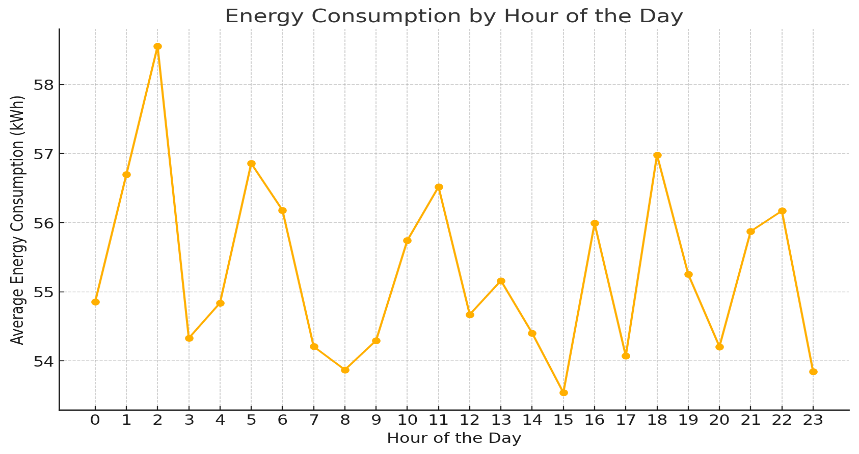 Energy Consumption by Hour of the Day
Average Energy Consumption (kWh)
58
57
56
55
54
0 1 2 3 4 5 6 7 8 9 10 11 12 13 14 15 16 17 18 19 20 21 22 23
Hour of the Day